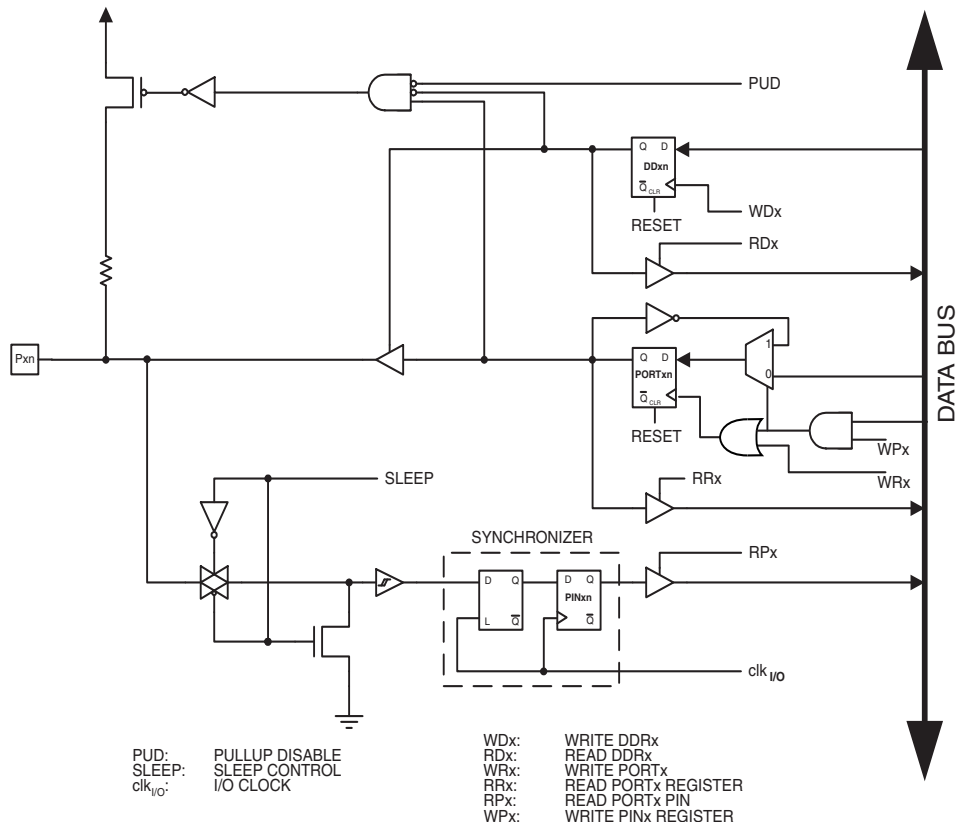 PUD
Q D
DDxn
Q CLR
WDx
RESET
RDx
Pxn
1
Q D
PORTxn
0
Q CLR
RESET
WPx
WRx
RRx
SLEEP
SYNCHRONIZER
RPx
D Q
D Q
PINxn
L Q
Q
clk I/O
DATA BUS
PUD: PULLUP DISABLE
SLEEP: SLEEP CONTROL
clkI/O: I/O CLOCK
WDx: WRITE DDRx
RDx: READ DDRx
WRx: WRITE PORTx
RRx: READ PORTx REGISTER
RPx: READ PORTx PIN
WPx: WRITE PINx REGISTER